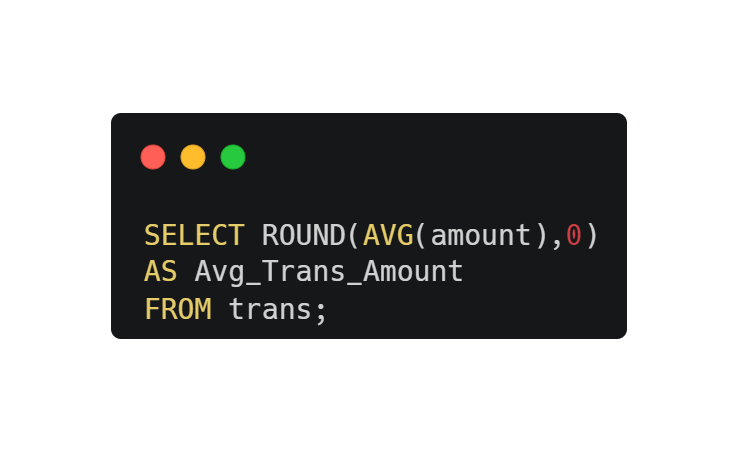 SELECT ROUND(AVG(amount),0)
AS Avg_Trans_Amount
FROM trans;